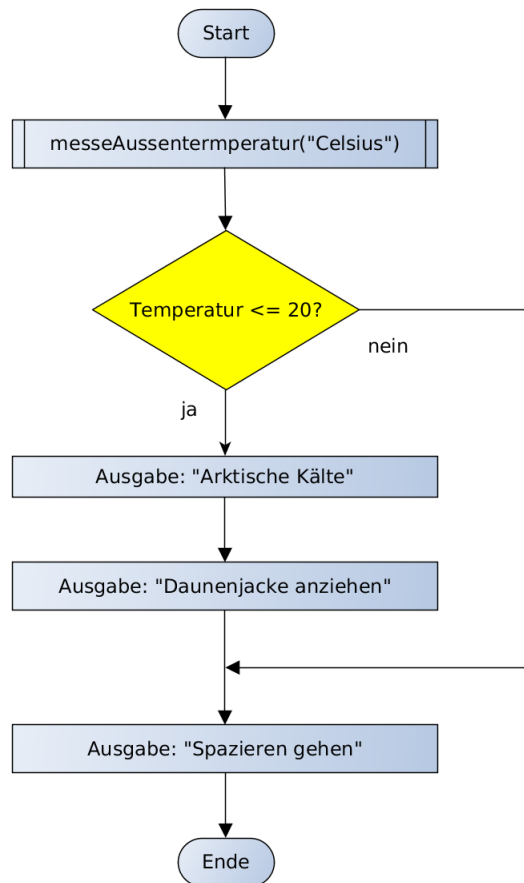 Start
messeAussentermperatur("Celsius")
Temperatur <= 20?
nein
ja
Ausgabe: "Arktische Kälte"
Ausgabe: "Daunenjacke anziehen"
Ausgabe: "Spazieren gehen"
Ende